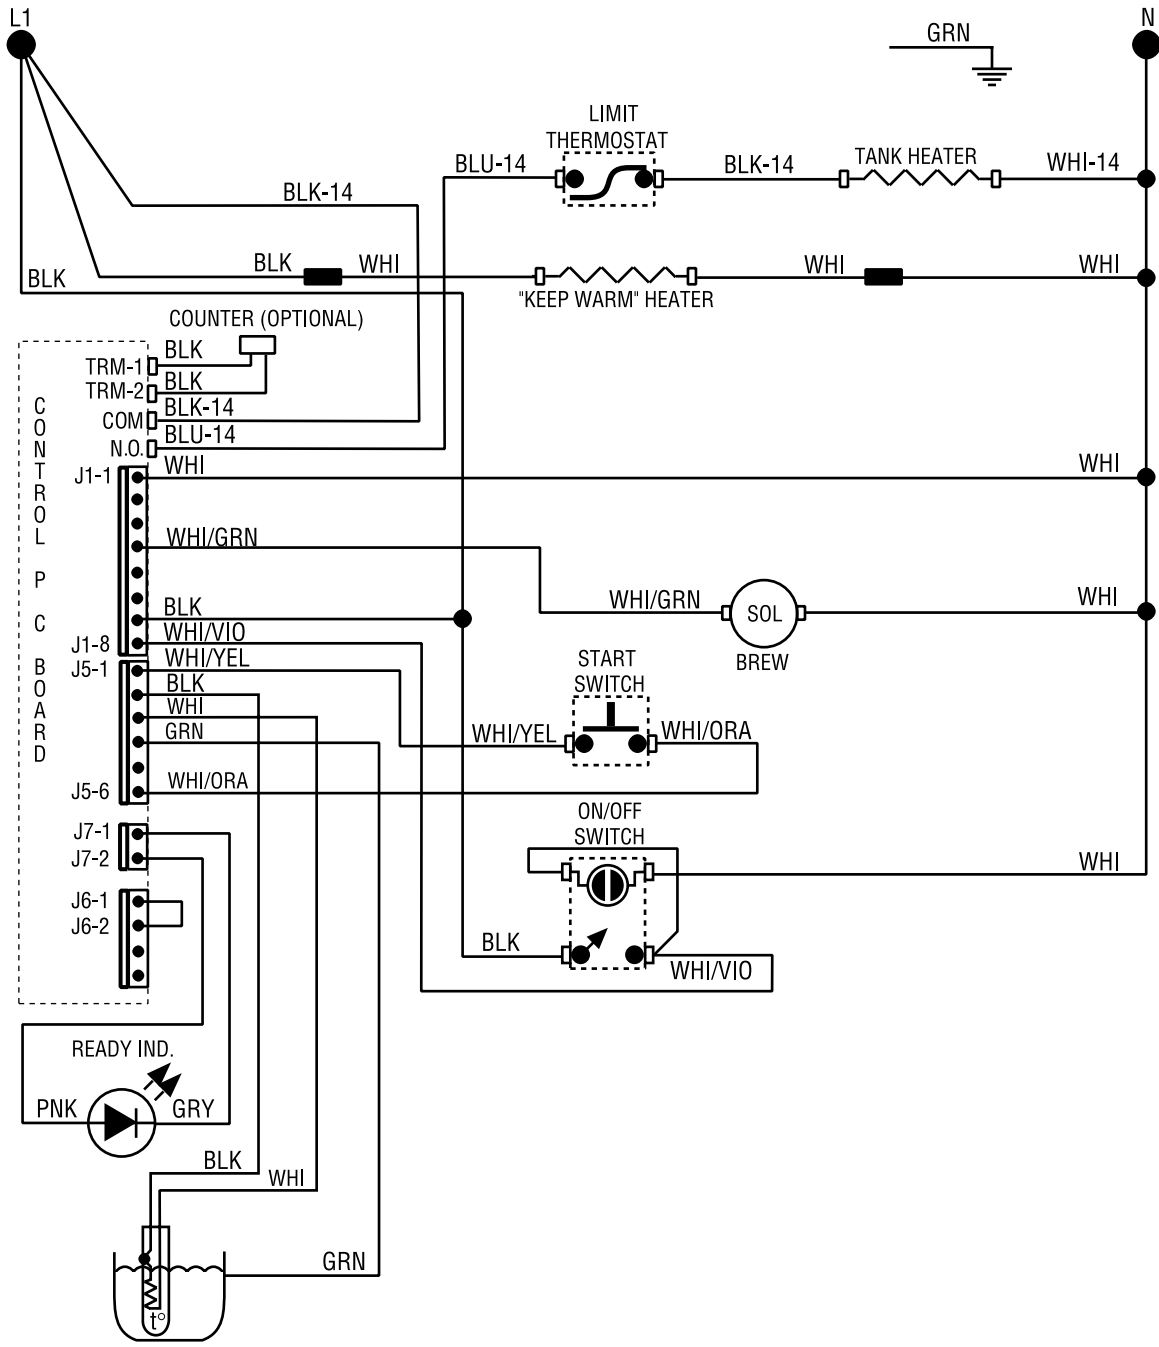 L1
N
GRN
LIMIT
THERMOSTAT
BLU-14
BLK-14
TANK HEATER
WHI-14
BLK-14
BLK
WHI
WHI
WHI
BLK
"KEEP WARM" HEATER
COUNTER (OPTIONAL)
TRM-1
BLK
TRM-2
BLK
COM
BLK-14
N.O.
BLU-14
CONTROL P C BOARD
J1-1
WHI
WHI
WHI/GRN
WHI/GRN
SOL
WHI
BREW
BLK
J1-8
WHI/VIO
J5-1
WHI/YEL
BLK
WHI
GRN
START
SWITCH
WHI/YEL
WHI/ORA
J5-6
WHI/ORA
ON/OFF
SWITCH
J7-1
J7-2
WHI
J6-1
J6-2
BLK
WHI/VIO
READY IND.
PNK
GRY
BLK
WHI
GRN
t°